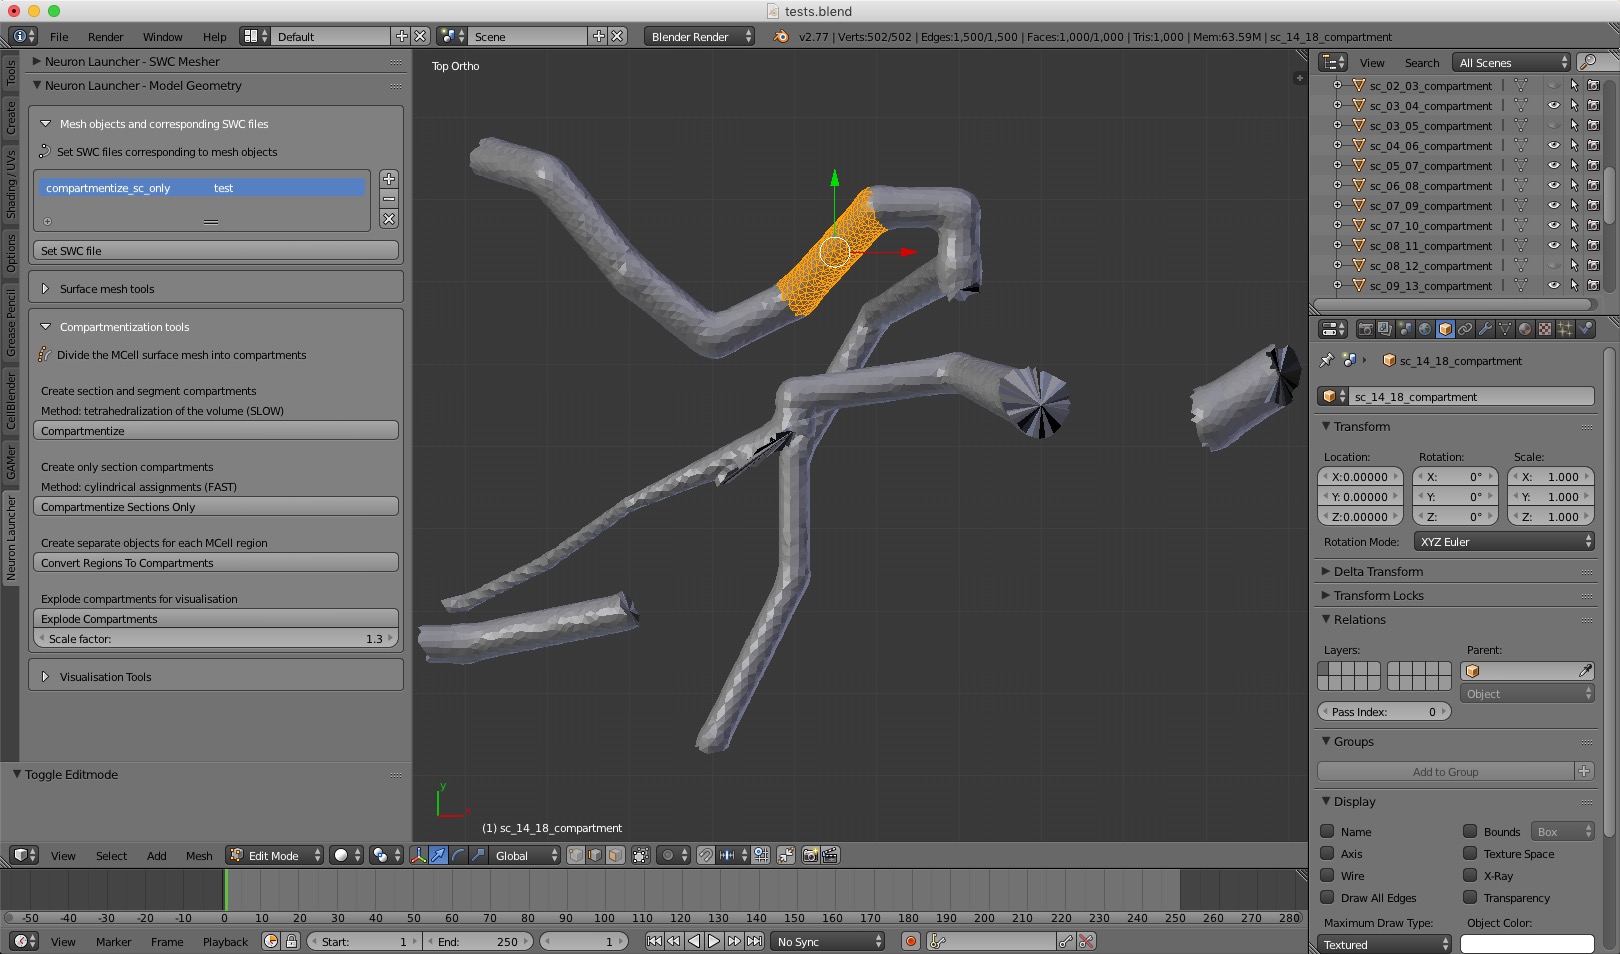 tests.blend
File Render Window Help Default Scene Blender Render v2.77 | Verts:502/502 | Edges:1,500/1,500 | Faces:1,000/1,000 | Tris:1,000 | Mem:63.59M | sc_14_18_compartment
Tools
Create
Shading / UVs
Options
Grease Pencil
CellBlender
GAMer
Neuron Launcher
Neuron Launcher - SWC Mesher
Neuron Launcher - Model Geometry
Mesh objects and corresponding SWC files
Set SWC files corresponding to mesh objects
compartmentize_sc_only test
Set SWC file
Surface mesh tools
Compartmentization tools
Divide the MCell surface mesh into compartments
Create section and segment compartments
Method: tetrahedralization of the volume (SLOW)
Compartmentize
Create only section compartments
Method: cylindrical assignments (FAST)
Compartmentize Sections Only
Create separate objects for each MCell region
Convert Regions To Compartments
Explode compartments for visualisation
Explode Compartments
Scale factor: 1.3
Visualisation Tools
Toggle Editmode
Top Ortho
y
x
(1) sc_14_18_compartment
View Select Add Mesh Edit Mode Global
-50 -40 -30 -20 -10 0 10 20 30 40 50 60 70 80 90 100 110 120 130 140 150 160 170 180 190 200 210 220 230 240 250 260 270 280
View Marker Frame Playback Start: 1 End: 250 1 No Sync
View Search All Scenes
sc_02_03_compartment
sc_03_04_compartment
sc_03_05_compartment
sc_04_06_compartment
sc_05_07_compartment
sc_06_08_compartment
sc_07_09_compartment
sc_07_10_compartment
sc_08_11_compartment
sc_08_12_compartment
sc_09_13_compartment
sc_14_18_compartment
sc_14_18_compartment
Transform
Location: Rotation: Scale:
X:0.00000 X: 0° X: 1.000
Y: 0.00000 Y: 0° Y: 1.000
Z:0.00000 Z: 0° Z: 1.000
Rotation Mode: XYZ Euler
Delta Transform
Transform Locks
Relations
Layers: Parent:
Object
Pass Index: 0
Groups
Add to Group
Display
Name Bounds Box
Axis Texture Space
Wire X-Ray
Draw All Edges Transparency
Maximum Draw Type: Object Color:
Textured